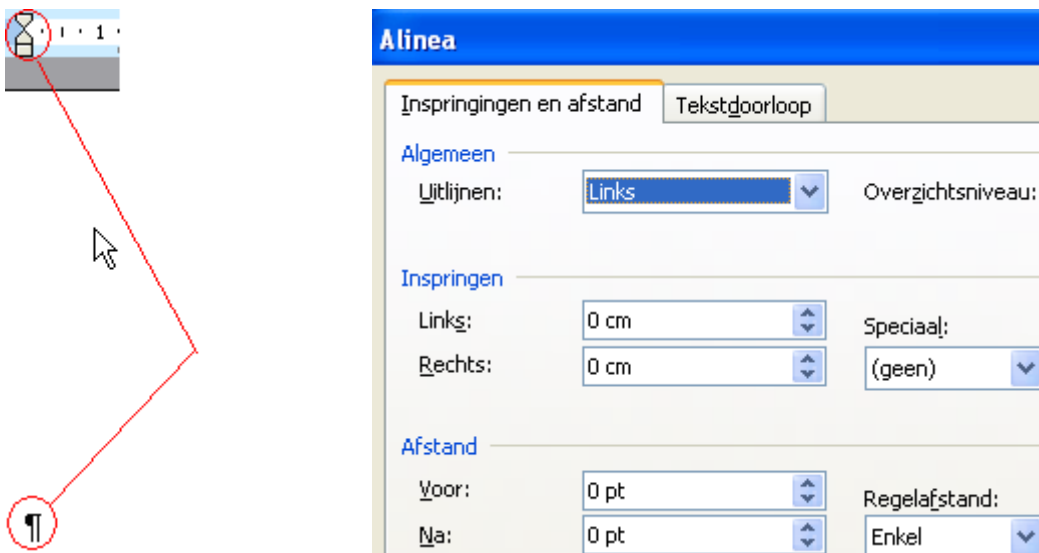 1
Alinea
Inspringingen en afstand Tekstdoorloop
Algemeen
Uitlijnen: Links Overzichtsniveau:
Inspringen
Links: 0 cm Speciaal:
Rechts: 0 cm (geen)
Afstand
Voor: 0 pt Regelafstand:
Na: 0 pt Enkel
¶